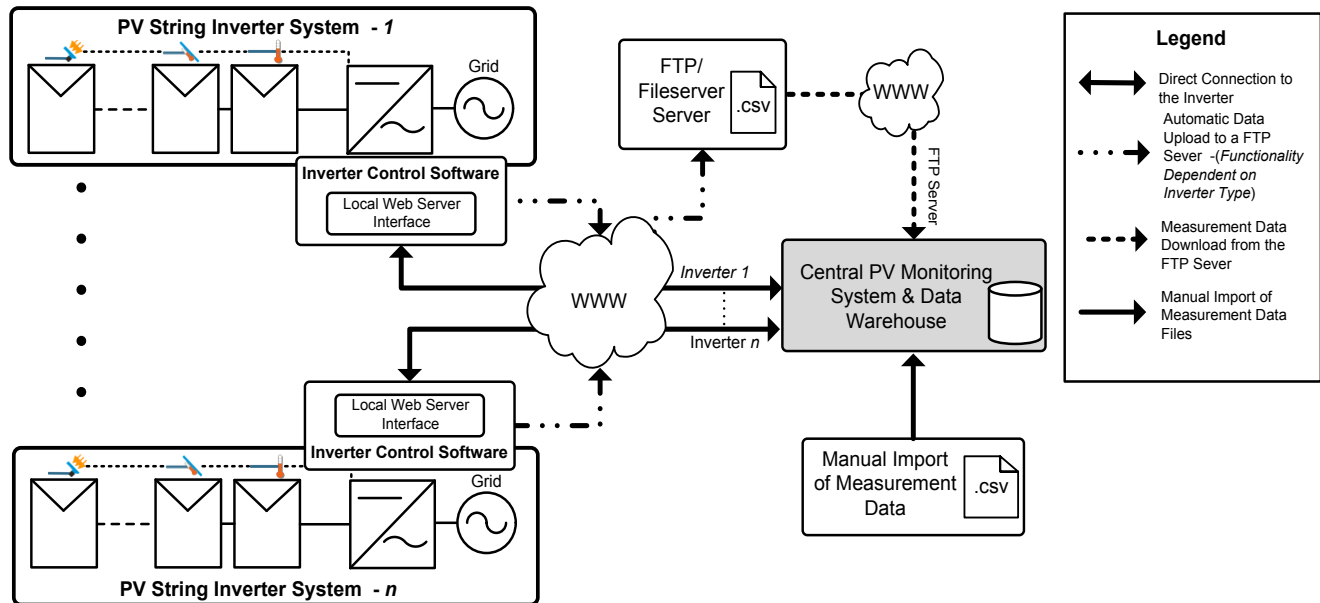 PV String Inverter System - 1
Grid
Inverter Control Software
Local Web Server
Interface
FTP/
Fileserver
Server
.csv
WWW
FTP Server
WWW
Inverter 1
Inverter n
Central PV Monitoring
System & Data
Warehouse
Local Web Server
Interface
Inverter Control Software
Grid
PV String Inverter System - n
Manual Import
of Measurement
Data
.csv
Legend
Direct Connection to
the Inverter
Automatic Data
Upload to a FTP
Sever -(Functionality
Dependent on
Inverter Type)
Measurement Data
Download from the
FTP Sever
Manual Import of
Measurement Data
Files